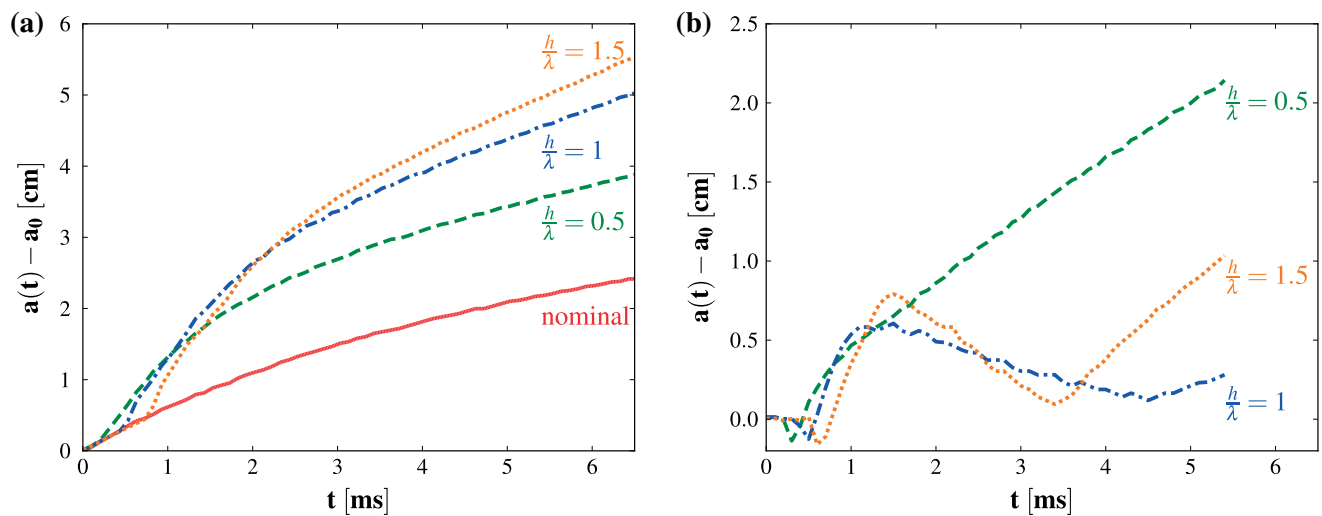 (a)
6
5
4
3
2
1
0
a(t) − a₀ [cm]
h/λ = 1.5
h/λ = 1
h/λ = 0.5
nominal
0 1 2 3 4 5 6
t [ms]
(b)
2.5
2.0
1.5
1.0
0.5
0.0
a(t) − a₀ [cm]
h/λ = 0.5
h/λ = 1.5
h/λ = 1
0 1 2 3 4 5 6
t [ms]